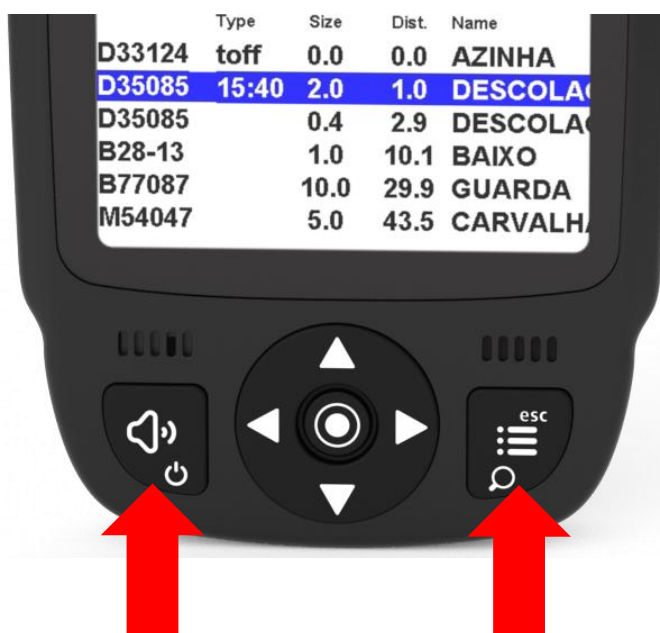 Type Size Dist. Name
D33124 toff 0.0 0.0 AZINHA
D35085 15:40 2.0 1.0 DESCOLA
D35085 0.4 2.9 DESCOLA
B28-13 1.0 10.1 BAIXO
B77087 10.0 29.9 GUARDA
M54047 5.0 43.5 CARVALH
esc